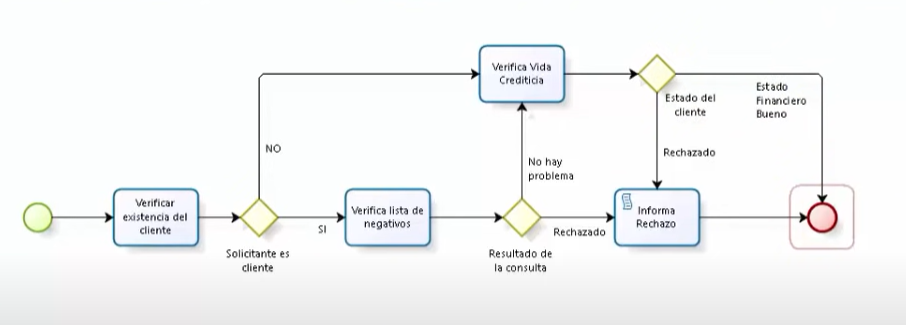 Verifica Vida
Crediticia
Estado del
cliente
Estado
Financiero
Bueno
NO
No hay
problema
Rechazado
Verificar
existencia del
cliente
Solicitante es
cliente
SI
Verifica lista de
negativos
Resultado de
la consulta
Rechazado
Informa
Rechazo